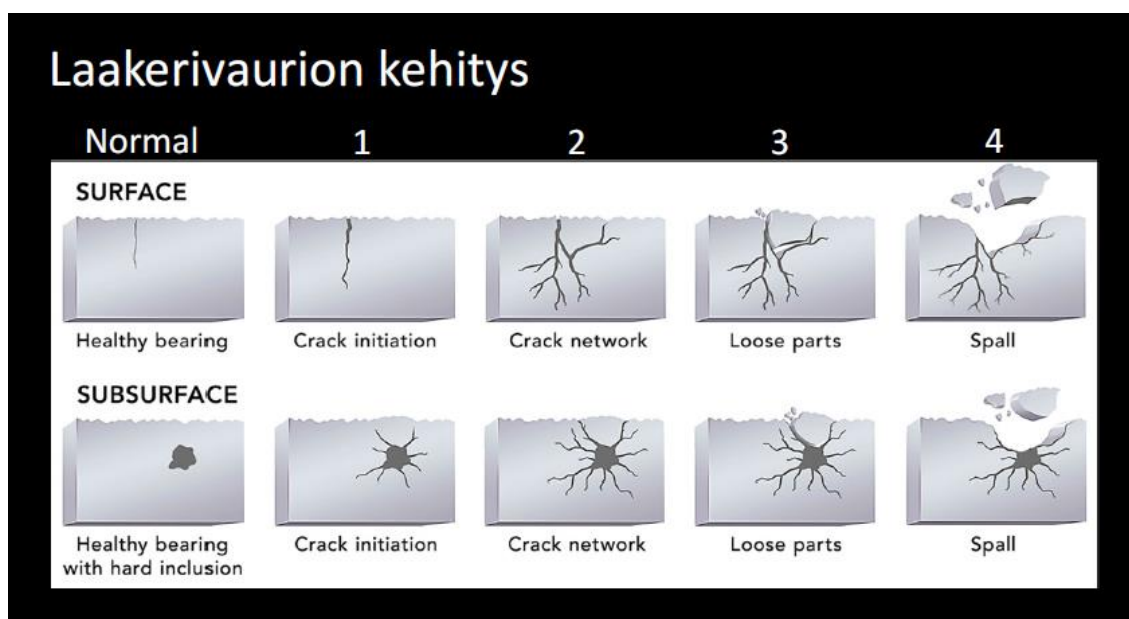 Laakerivaurion kehitys
Normal 1 2 3 4
SURFACE
Healthy bearing Crack initiation Crack network Loose parts Spall
SUBSURFACE
Healthy bearing Crack initiation Crack network Loose parts Spall
with hard inclusion